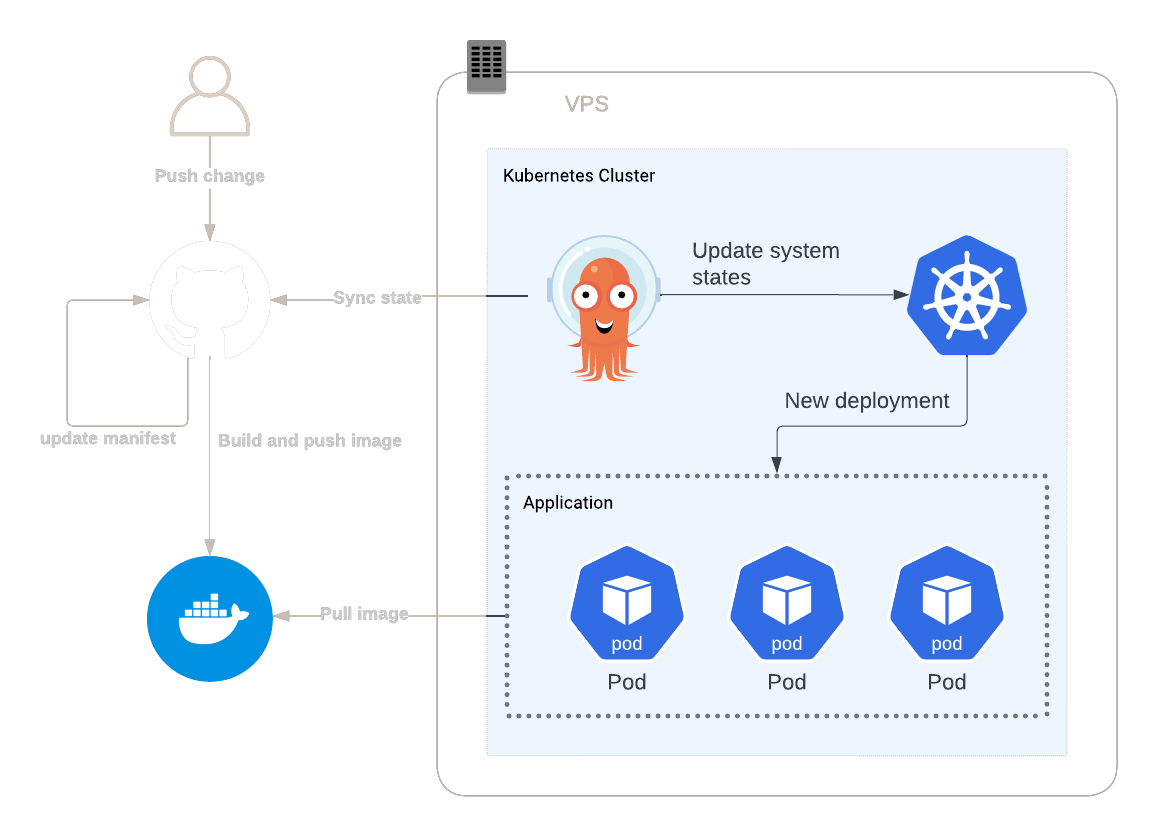 VPS
Push change
Kubernetes Cluster
Update system
states
Sync state
New deployment
update manifest
Build and push image
Application
Pull image
pod
pod
pod
Pod
Pod
Pod